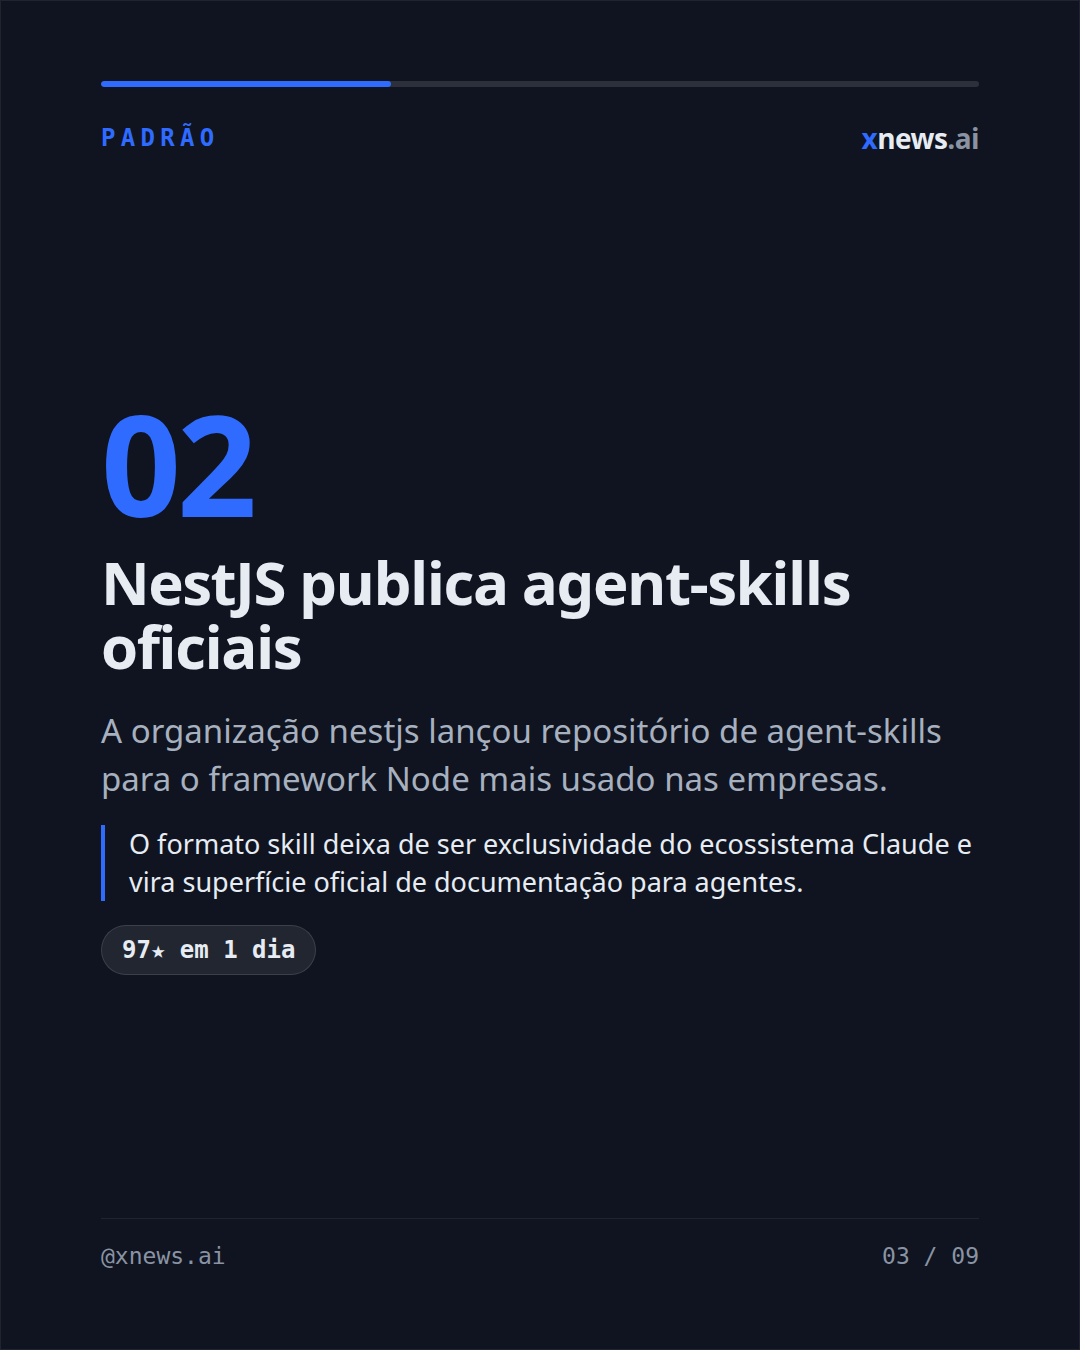 PADRÃO
xnews.ai
02
NestJS publica agent-skills
oficiais
A organização nestjs lançou repositório de agent-skills
para o framework Node mais usado nas empresas.
O formato skill deixa de ser exclusividade do ecossistema Claude e
vira superfície oficial de documentação para agentes.
97★ em 1 dia
@xnews.ai
03 / 09